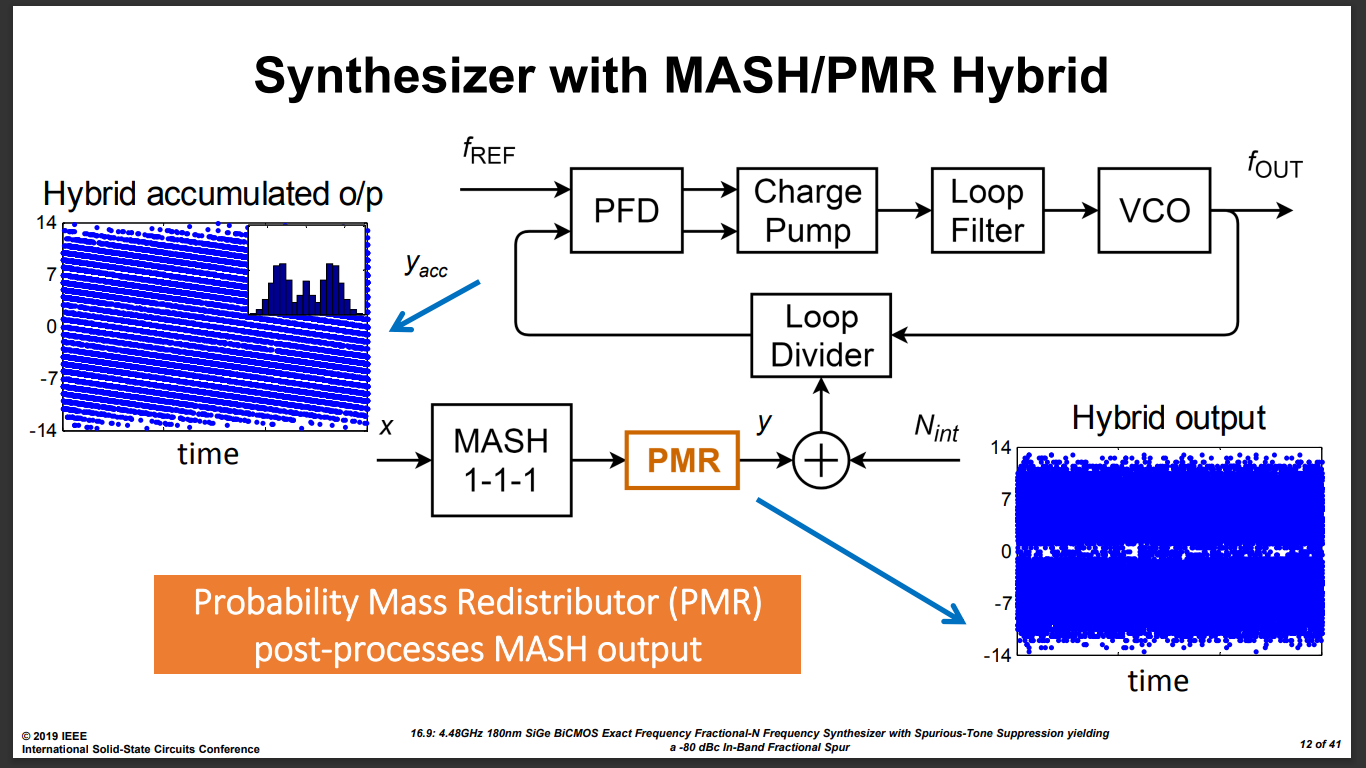 Synthesizer with MASH/PMR Hybrid
fREF
fOUT
PFD
Charge
Pump
Loop
Filter
VCO
Hybrid accumulated o/p
14
7
0
-7
-14
time
yacc
Loop
Divider
x
MASH
1-1-1
PMR
y
Nint
Hybrid output
14
7
0
-7
-14
time
Probability Mass Redistributor (PMR)
post-processes MASH output
© 2019 IEEE
International Solid-State Circuits Conference
16.9: 4.48GHz 180nm SiGe BiCMOS Exact Frequency Fractional-N Frequency Synthesizer with Spurious-Tone Suppression yielding
a -80 dBc In-Band Fractional Spur
12 of 41